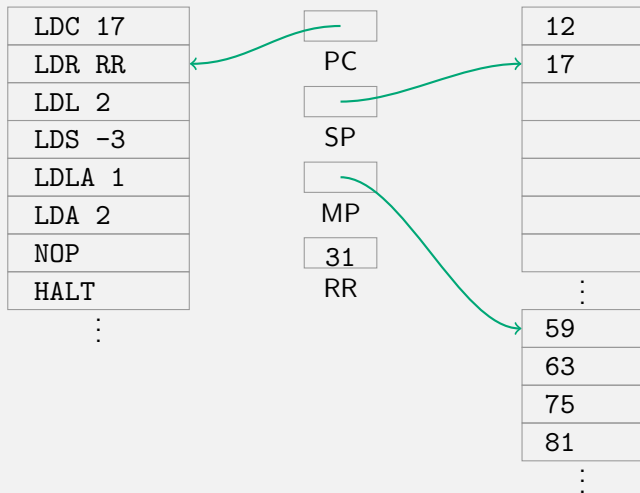 LDC 17
LDR RR
LDL 2
LDS -3
LDLA 1
LDA 2
NOP
HALT
⋮
PC
SP
MP
31
RR
12
17
⋮
59
63
75
81
⋮